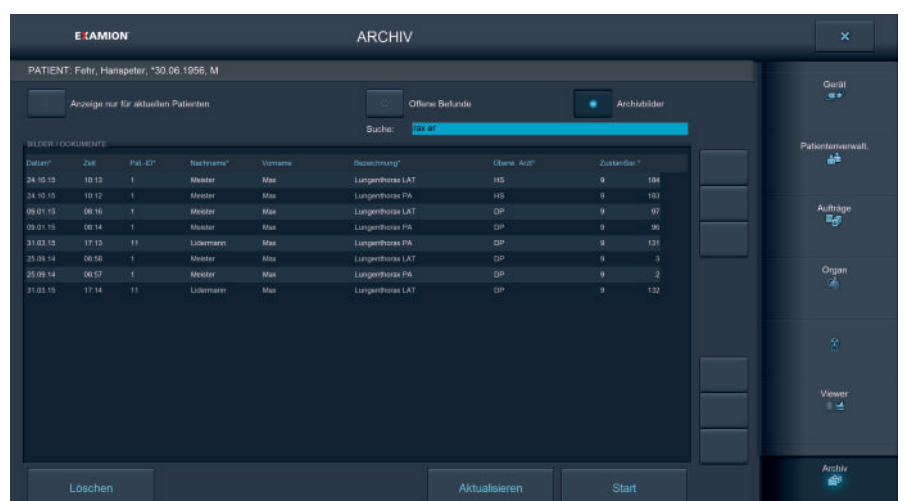 EXAMION
ARCHIV
PATIENT: Fehr, Hanspeter, *30.06.1956, M
Anzeige nur für aktuellen Patienten
Offene Befunde
Archivbilder
Suche: rax er
BILDER / DOKUMENTE
Datum* Zeit Pat.-ID* Nachname* Vorname Bezeichnung* Überw. Arzt*
24.10.15 10:13 1 Meister Max Lungenthorax LAT HS 9 184
24.10.15 10:12 1 Meister Max Lungenthorax PA HS 9 183
09.01.15 08:16 1 Meister Max Lungenthorax LAT DP 9 97
09.01.15 08:14 1 Meister Max Lungenthorax PA DP 9 96
31.03.15 17:13 11 Lidermann Max Lungenthorax PA DP 9 131
25.09.14 08:58 1 Meister Max Lungenthorax LAT DP 9 3
25.09.14 08:57 1 Meister Max Lungenthorax PA DP 9 2
31.03.15 17:14 11 Lidermann Max Lungenthorax LAT DP 9 132
Löschen
Aktualisieren
Start
Gerät
Patientenverwalt.
Aufträge
Organ
Viewer
Archiv